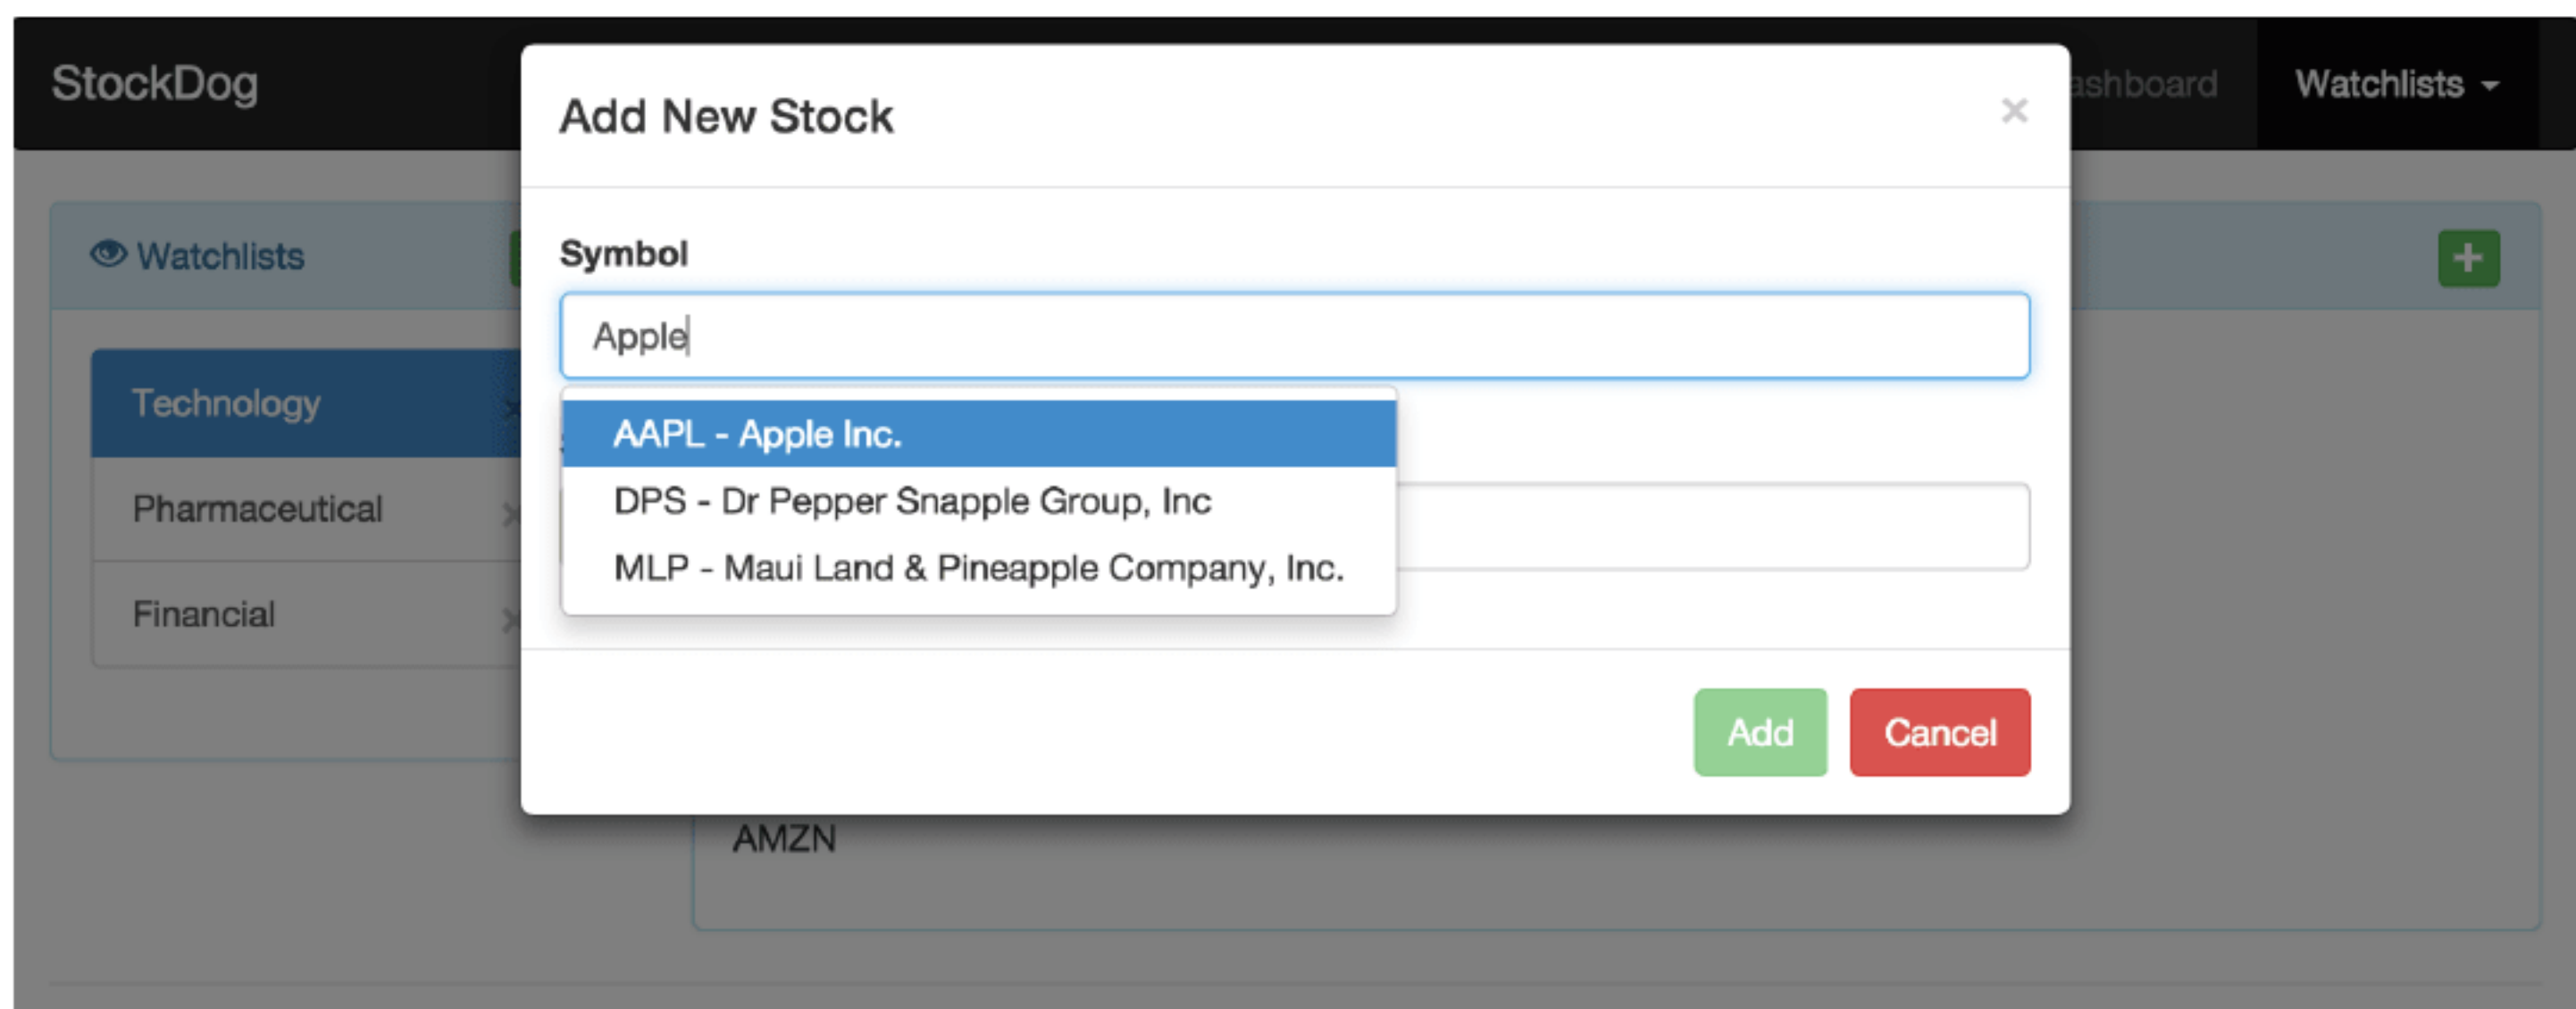 StockDog
Watchlists
Add New Stock
×
Symbol
Apple
AAPL - Apple Inc.
DPS - Dr Pepper Snapple Group, Inc
MLP - Maui Land & Pineapple Company, Inc.
Add Cancel
Watchlists
Technology
Pharmaceutical
Financial
AMZN